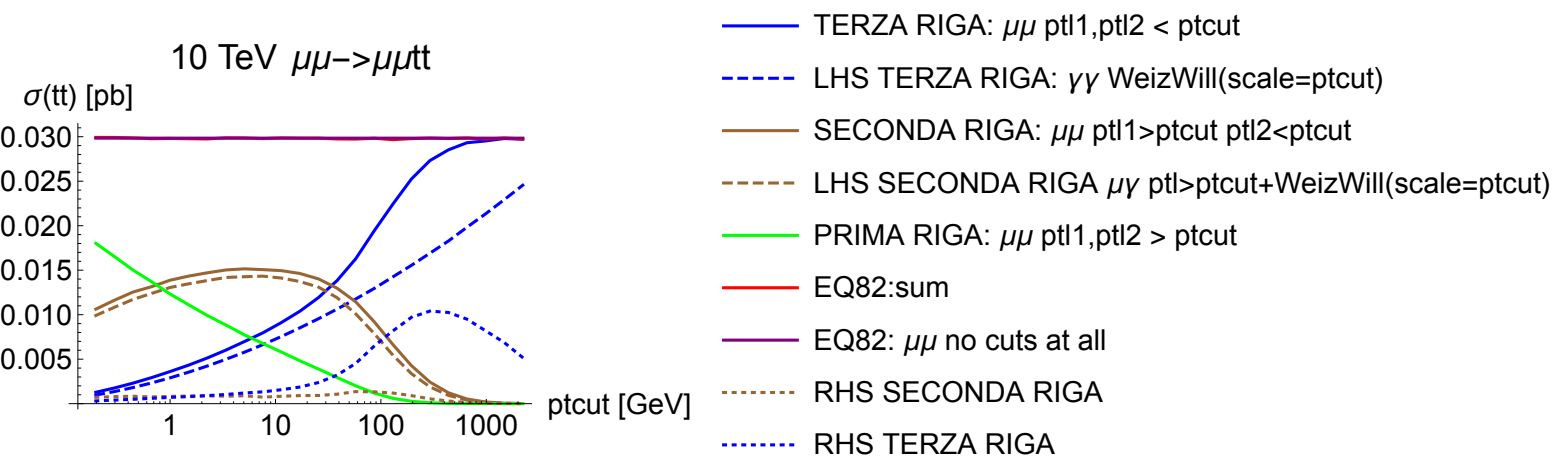 10 TeV μμ−>μμtt
σ(tt) [pb]
0.030
0.025
0.020
0.015
0.010
0.005
1 10 100 1000
ptcut [GeV]
TERZA RIGA: μμ ptl1,ptl2 < ptcut
LHS TERZA RIGA: γγ WeizWill(scale=ptcut)
SECONDA RIGA: μμ ptl1>ptcut ptl2<ptcut
LHS SECONDA RIGA μγ ptl>ptcut+WeizWill(scale=ptcut)
PRIMA RIGA: μμ ptl1,ptl2 > ptcut
EQ82:sum
EQ82: μμ no cuts at all
RHS SECONDA RIGA
RHS TERZA RIGA